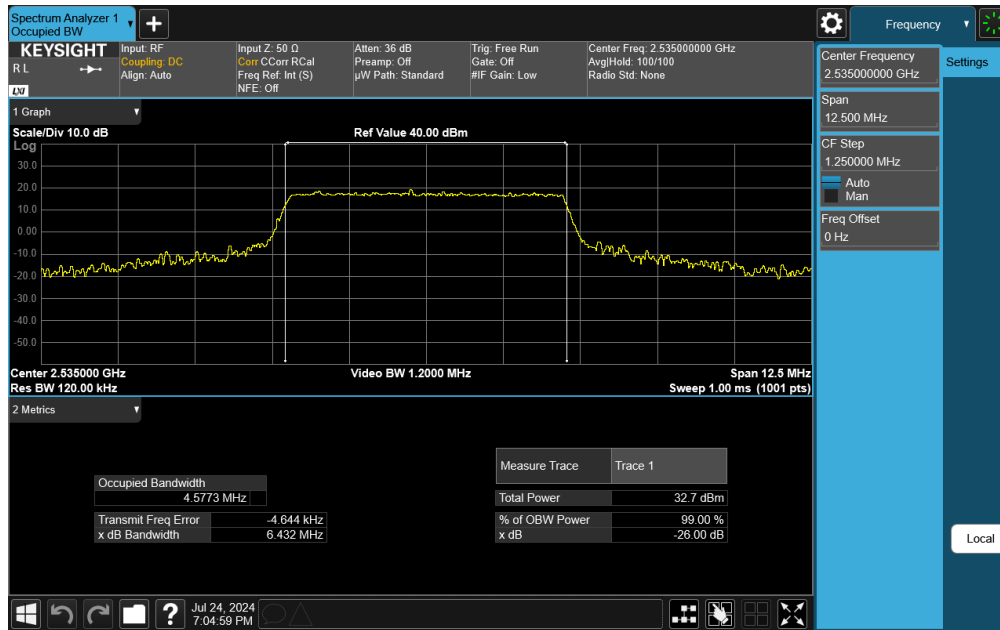 Spectrum Analyzer 1
Occupied BW
Frequency
KEYSIGHT
R L
LXI
Input: RF
Coupling: DC
Align: Auto
Input Z: 50 Ω
Corr CCorr RCal
Freq Ref: Int (S)
NFE: Off
Atten: 36 dB
Preamp: Off
µW Path: Standard
Trig: Free Run
Gate: Off
#IF Gain: Low
Center Freq: 2.535000000 GHz
Avg|Hold: 100/100
Radio Std: None
Center Frequency
2.535000000 GHz
Settings
Span
12.500 MHz
CF Step
1.250000 MHz
Auto
Man
Freq Offset
0 Hz
Local
1 Graph
Scale/Div 10.0 dB
Ref Value 40.00 dBm
Log
30.0
20.0
10.0
0.00
-10.0
-20.0
-30.0
-40.0
-50.0
Center 2.535000 GHz
Video BW 1.2000 MHz
Span 12.5 MHz
Res BW 120.00 kHz
Sweep 1.00 ms (1001 pts)
2 Metrics
Measure Trace
Trace 1
Occupied Bandwidth
4.5773 MHz
Total Power
32.7 dBm
Transmit Freq Error
-4.644 kHz
% of OBW Power
99.00 %
x dB Bandwidth
6.432 MHz
x dB
-26.00 dB
?
Jul 24, 2024
7:04:59 PM